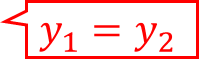 y₁ = y₂